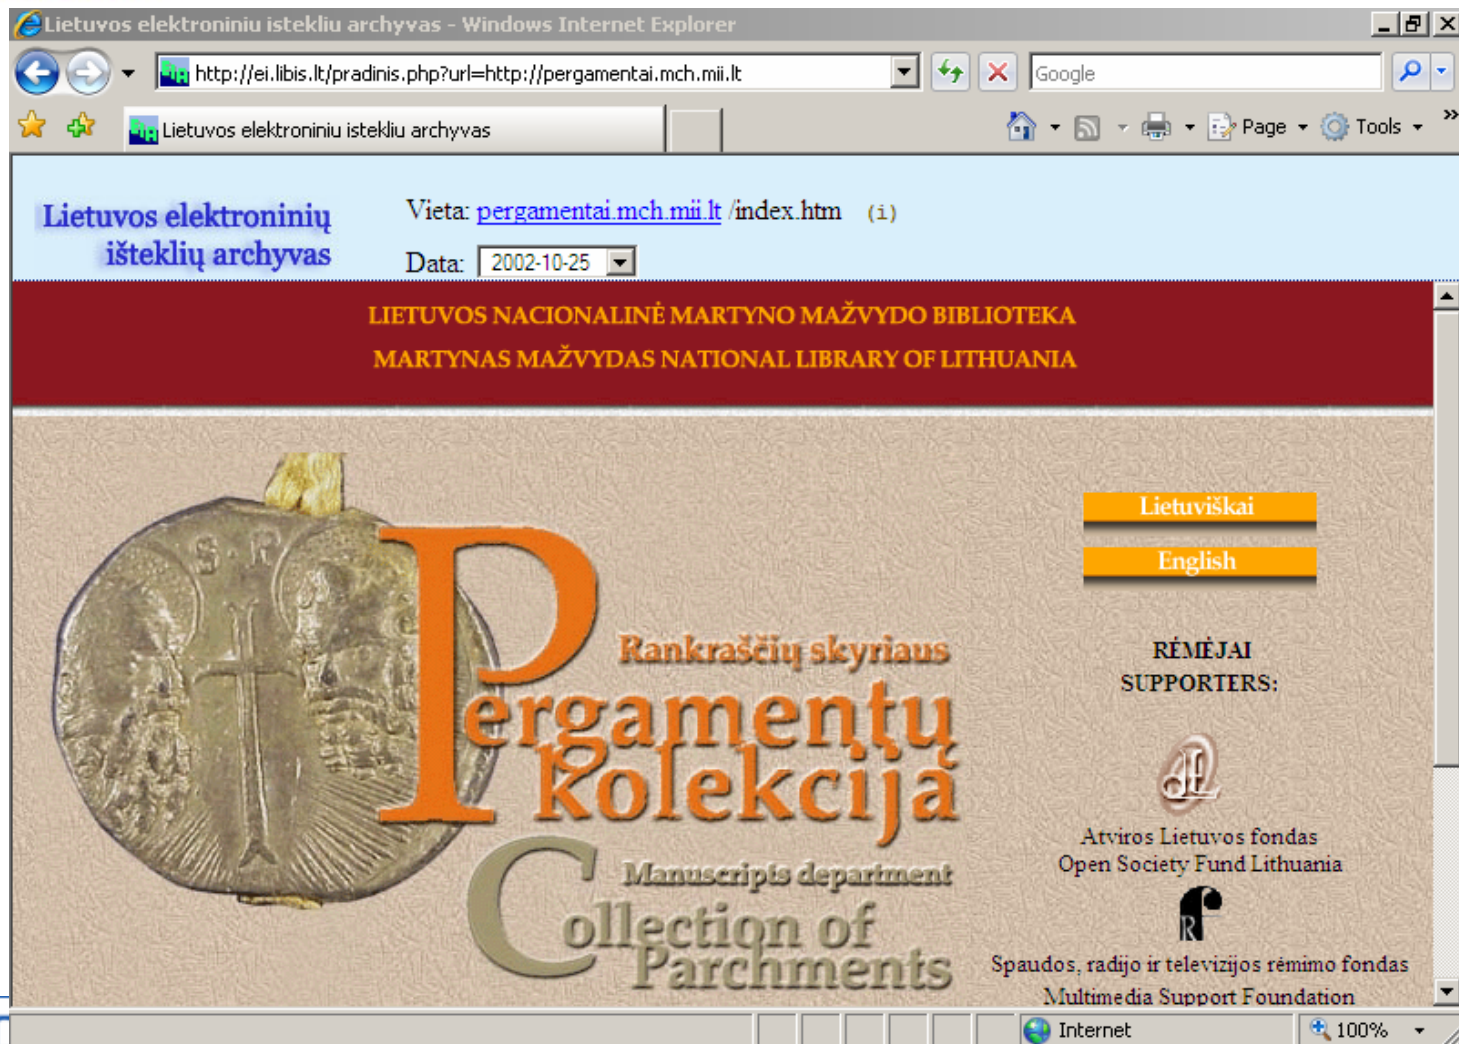 Lietuvos elektroniniu istekliu archyvas - Windows Internet Explorer
http://ei.libis.lt/pradinis.php?url=http://pergamentai.mch.mii.lt
Google
Lietuvos elektroniniu istekliu archyvas
Page
Tools
»
Lietuvos elektroninių
išteklių archyvas
Vieta: pergamentai.mch.mii.lt /index.htm (i)
Data: 2002-10-25
LIETUVOS NACIONALINĖ MARTYNO MAŽVYDO BIBLIOTEKA
MARTYNAS MAŽVYDAS NATIONAL LIBRARY OF LITHUANIA
S·P
Rankraščių skyriaus
Pergamentų
Kolekcija
Manuscripts department
Collection of
Parchments
Lietuviškai
English
RĖMĖJAI
SUPPORTERS:
Atviros Lietuvos fondas
Open Society Fund Lithuania
Spaudos, radijo ir televizijos rėmimo fondas
Multimedia Support Foundation
Internet
100%